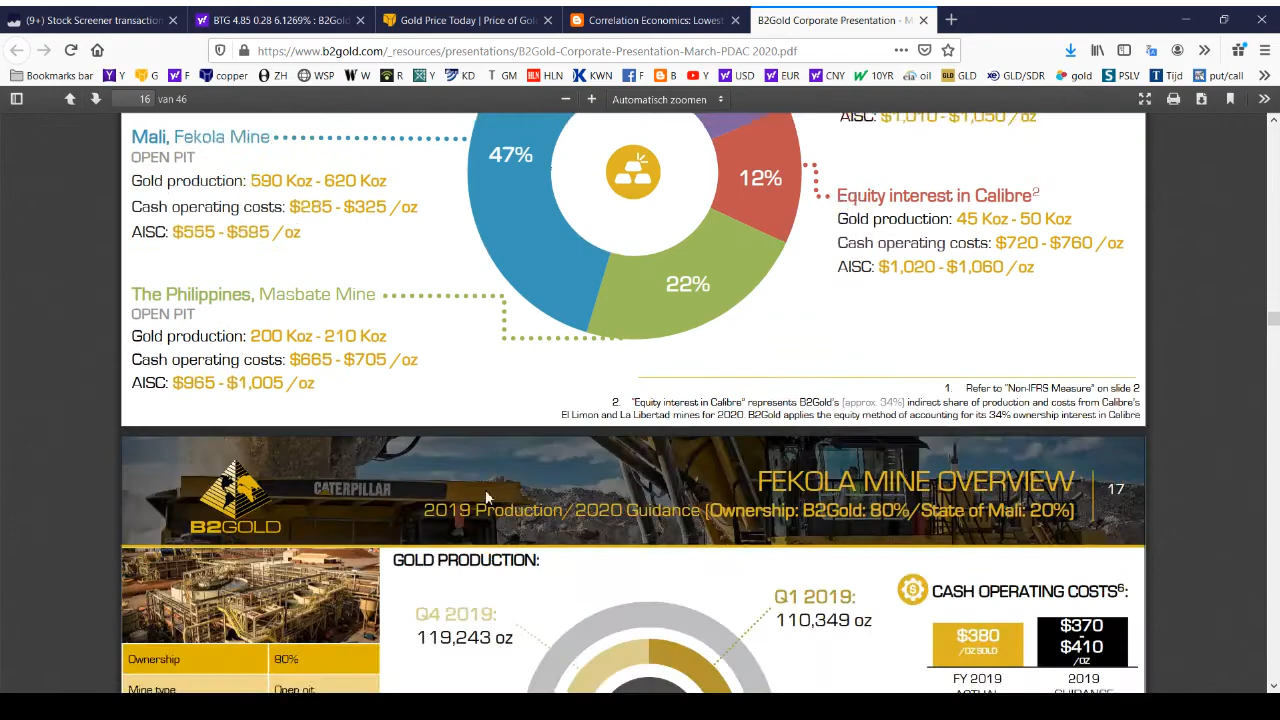 (9+) Stock Screener transaction
BTG 4.85 0.28 6.1269% : B2Gol
Gold Price Today | Price of Gol
Correlation Economics: Lowest
B2Gold Corporate Presentation - M
https://www.b2gold.com/_resources/presentations/B2Gold-Corporate-Presentation-March-PDAC 2020.pdf
Bookmarks bar Y G F copper ZH WSP W R Y KD GM HLN KWN F B Y USD EUR CNY 10YR oil GLD GLD/SDR gold PSLV Tijd put/call
16 van 46
Automatisch zoomen
Mali, Fekola Mine
OPEN PIT
Gold production: 590 Koz - 620 Koz
Cash operating costs: $285 - $325 /oz
AISC: $555 - $595 /oz
The Philippines, Masbate Mine
OPEN PIT
Gold production: 200 Koz - 210 Koz
Cash operating costs: $665 - $705 /oz
AISC: $965 - $1,005 /oz
47%
12%
22%
AISC: $1,010 - $1,050 /oz
Equity interest in Calibre2
Gold production: 45 Koz - 50 Koz
Cash operating costs: $720 - $760 /oz
AISC: $1,020 - $1,060 /oz
1. Refer to "Non-IFRS Measure" on slide 2
2. "Equity interest in Calibre" represents B2Gold's (approx. 34%) indirect share of production and costs from Calibre's
El Limon and La Libertad mines for 2020. B2Gold applies the equity method of accounting for its 34% ownership interest in Calibre
CATERPILLAR
B2GOLD
FEKOLA MINE OVERVIEW
17
2019 Production/2020 Guidance (Ownership: B2Gold: 80%/State of Mali: 20%)
GOLD PRODUCTION:
Q4 2019:
119,243 oz
Q1 2019:
110,349 oz
CASH OPERATING COSTS6:
$380
/OZ SOLD
$370
-
$410
/OZ
FY 2019
ACTUAL
2019
GUIDANCE
Ownership 80%
Mine type Open pit